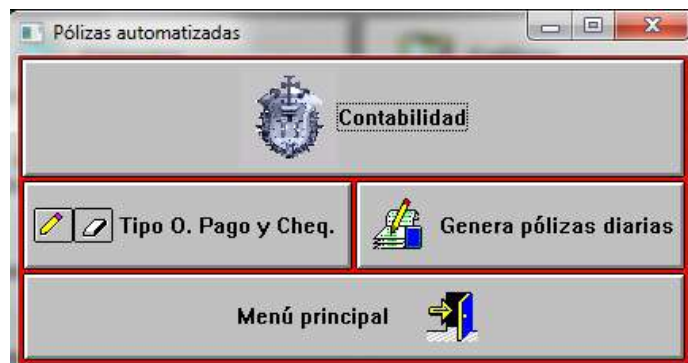 Pólizas automatizadas
Contabilidad
Tipo O. Pago y Cheq.
Genera pólizas diarias
Menú principal